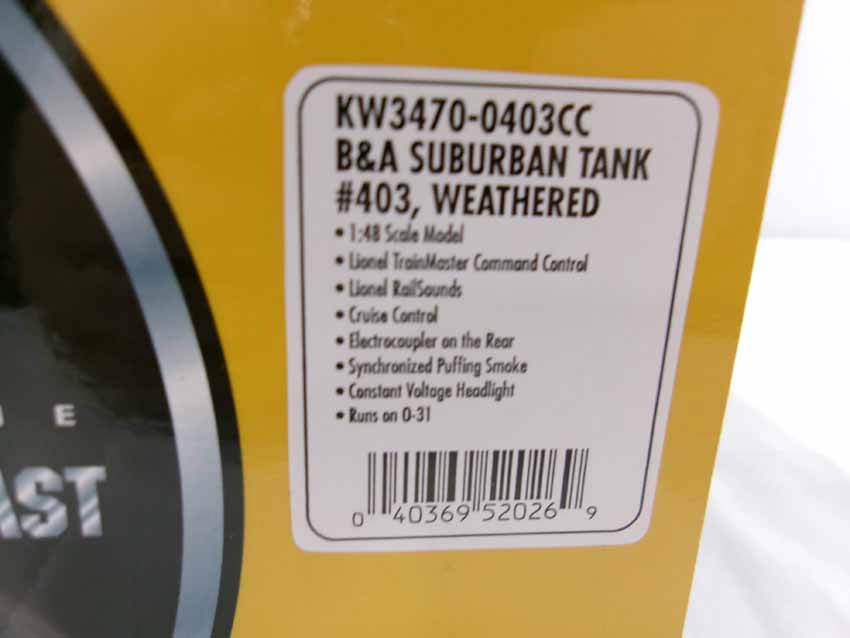 KW3470-0403CC
B&A SUBURBAN TANK
#403, WEATHERED
• 1:48 Scale Model
• Lionel TrainMaster Command Control
• Lionel RailSounds
• Cruise Control
• Electrocoupler on the Rear
• Synchronized Puffing Smoke
• Constant Voltage Headlight
• Runs on O-31
0 40369 52026 9
E
AST